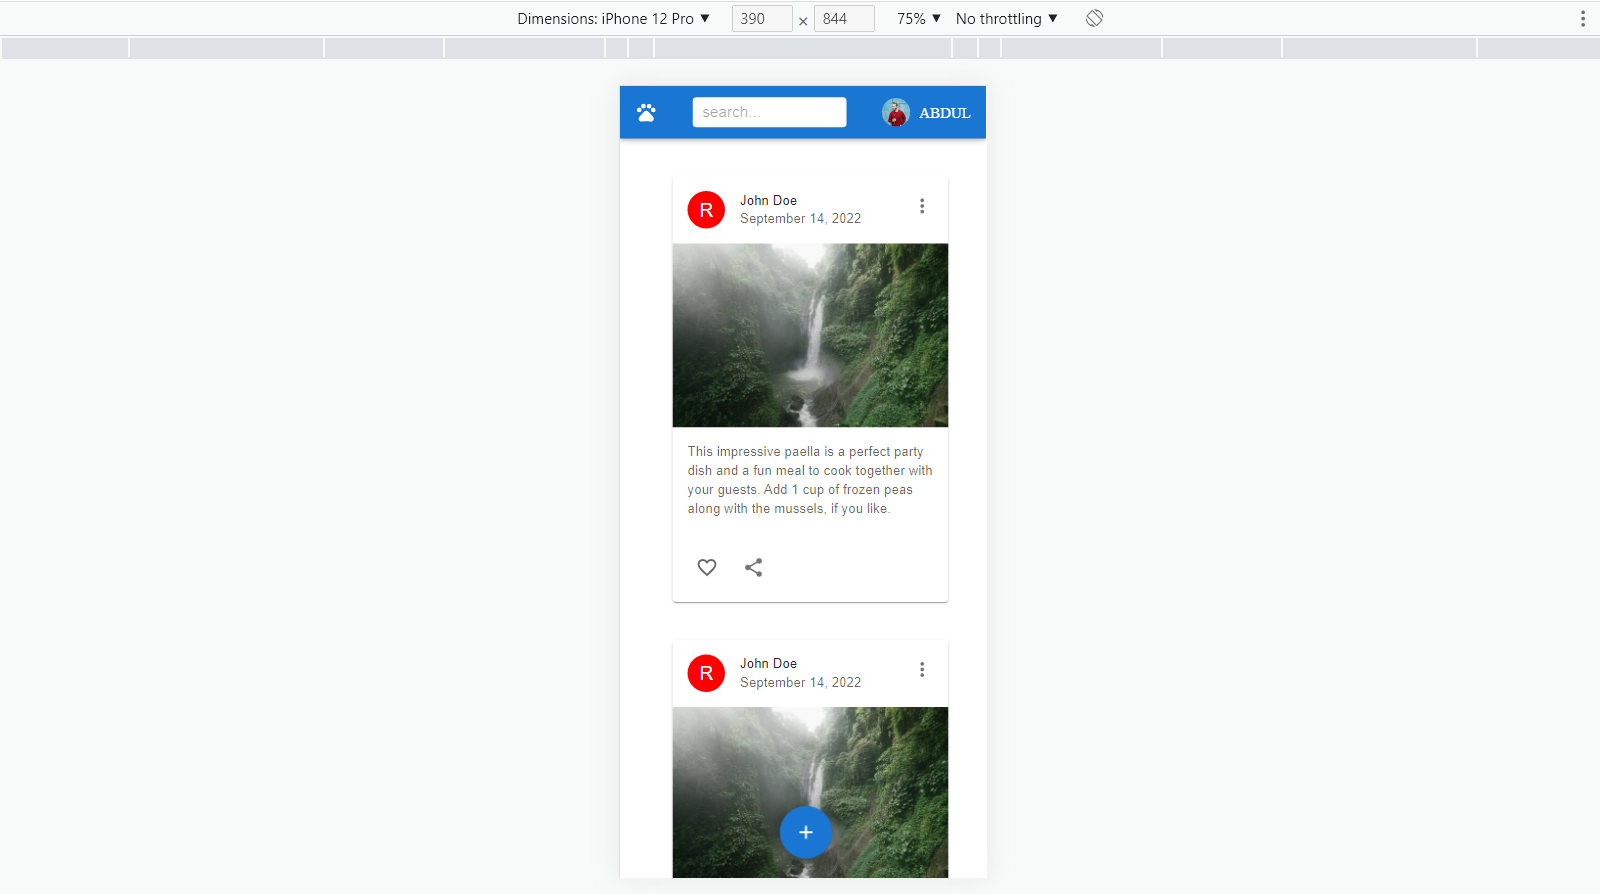 Dimensions: iPhone 12 Pro ▼ 390 × 844 75% ▼ No throttling ▼
search... ABDUL
R John Doe
September 14, 2022
This impressive paella is a perfect party
dish and a fun meal to cook together with
your guests. Add 1 cup of frozen peas
along with the mussels, if you like.
R John Doe
September 14, 2022
+